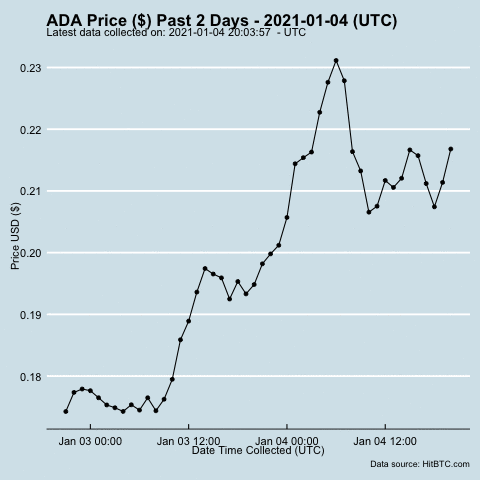 ADA Price ($) Past 2 Days - 2021-01-04 (UTC)
Latest data collected on: 2021-01-04 20:03:57 - UTC
0.23
0.22
0.21
0.20
0.19
0.18
Price USD ($)
Jan 03 00:00 Jan 03 12:00 Jan 04 00:00 Jan 04 12:00
Date Time Collected (UTC)
Data source: HitBTC.com